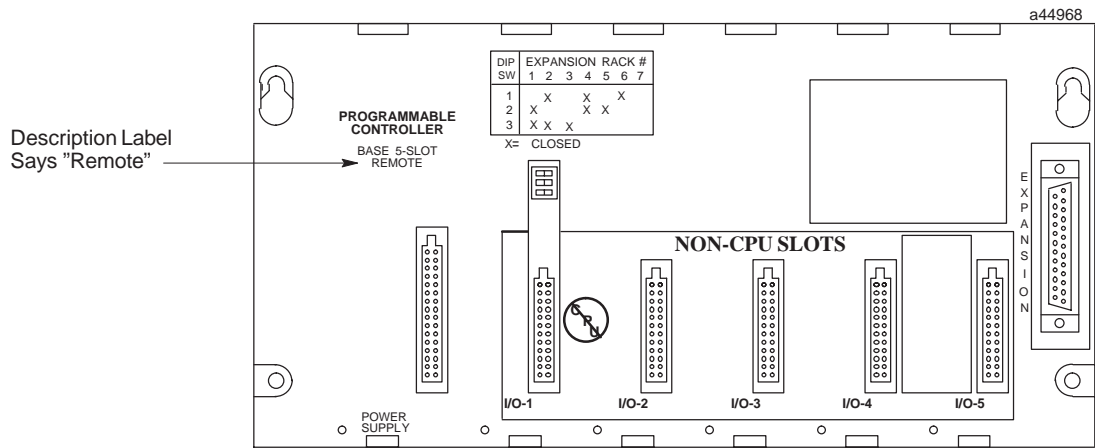 a44968
DIP EXPANSION RACK #
SW 1 2 3 4 5 6 7
1 X X X
2 X X X
3 X X X
X= CLOSED
PROGRAMMABLE
CONTROLLER
BASE 5-SLOT
REMOTE
Description Label
Says ”Remote”
EXPANSION
NON-CPU SLOTS
CPU
I/O-1 I/O-2 I/O-3 I/O-4 I/O-5
POWER
SUPPLY